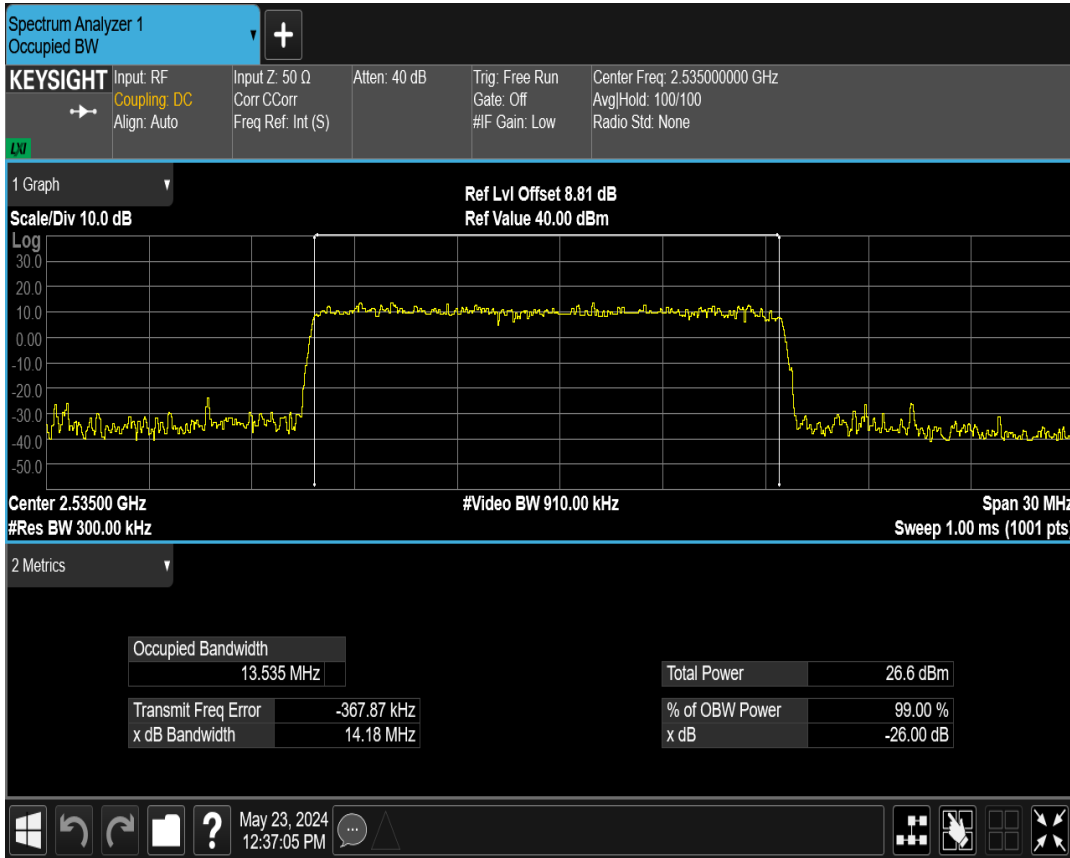 Spectrum Analyzer 1
Occupied BW
+
KEYSIGHT
LXI
Input: RF
Coupling: DC
Align: Auto
Input Z: 50 Ω
Corr CCorr
Freq Ref: Int (S)
Atten: 40 dB
Trig: Free Run
Gate: Off
#IF Gain: Low
Center Freq: 2.535000000 GHz
Avg|Hold: 100/100
Radio Std: None
1 Graph
Scale/Div 10.0 dB
Ref Lvl Offset 8.81 dB
Ref Value 40.00 dBm
Log
30.0
20.0
10.0
0.00
-10.0
-20.0
-30.0
-40.0
-50.0
Center 2.53500 GHz
#Video BW 910.00 kHz
Span 30 MHz
#Res BW 300.00 kHz
Sweep 1.00 ms (1001 pts)
2 Metrics
Occupied Bandwidth
13.535 MHz
Transmit Freq Error -367.87 kHz
x dB Bandwidth 14.18 MHz
Total Power 26.6 dBm
% of OBW Power 99.00 %
x dB -26.00 dB
?
May 23, 2024
12:37:05 PM